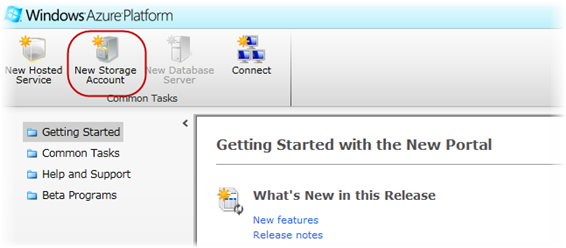 Windows Azure Platform
New Hosted
Service
New Storage
Account
New Database
Server
Connect
Common Tasks
Getting Started
Common Tasks
Help and Support
Beta Programs
Getting Started with the New Portal
What's New in this Release
New features
Release notes